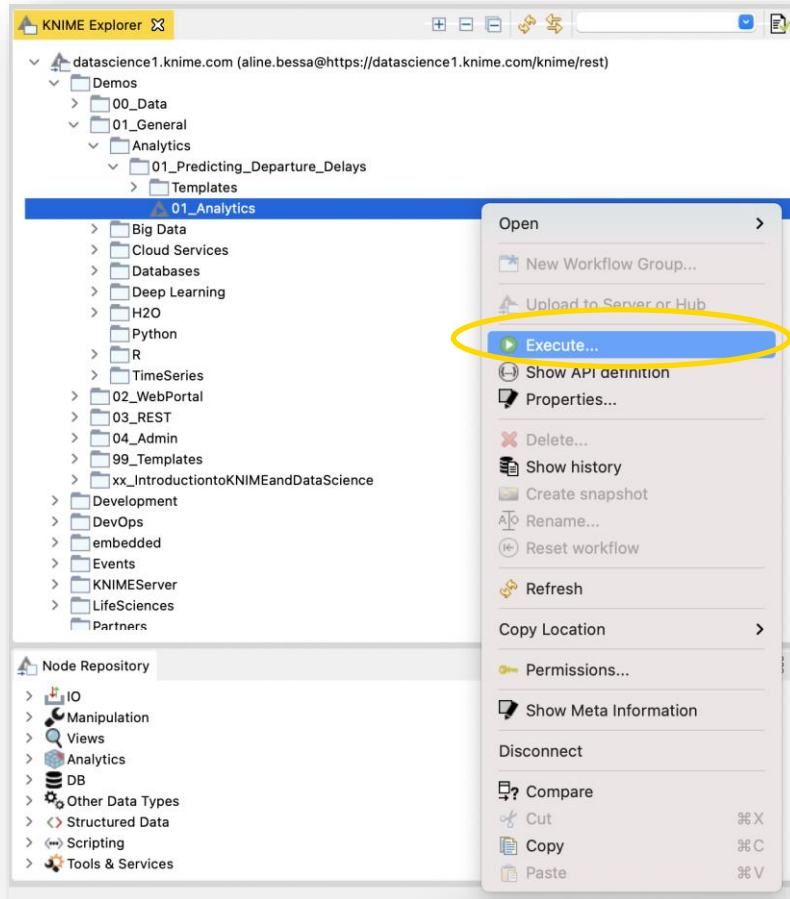 KNIME Explorer
datascience1.knime.com (aline.bessa@https://datascience1.knime.com/knime/rest)
Demos
00_Data
01_General
Analytics
01_Predicting_Departure_Delays
Templates
01_Analytics
Big Data
Cloud Services
Databases
Deep Learning
H2O
Python
R
TimeSeries
02_WebPortal
03_REST
04_Admin
99_Templates
xx_IntroductiontoKNIMEandDataScience
Development
DevOps
embedded
Events
KNIMEServer
LifeSciences
Partners
Open
New Workflow Group...
Upload to Server or Hub
Execute...
Show API definition
Properties...
Delete...
Show history
Create snapshot
Rename...
Reset workflow
Refresh
Copy Location
Permissions...
Show Meta Information
Disconnect
Compare
Cut ⌘X
Copy ⌘C
Paste ⌘V
Node Repository
IO
Manipulation
Views
Analytics
DB
Other Data Types
Structured Data
Scripting
Tools & Services